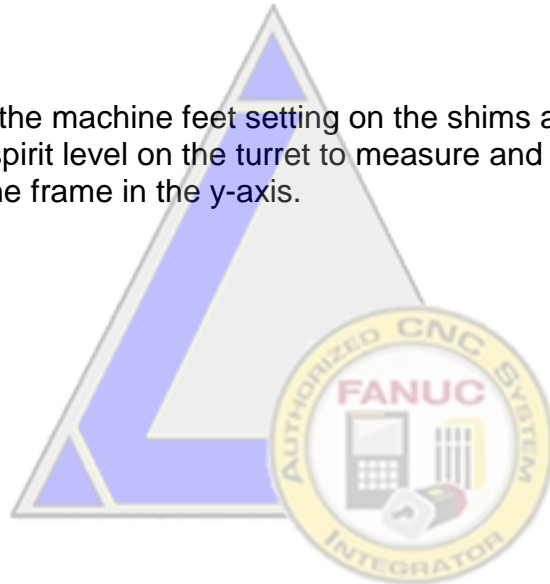 the machine feet setting on the shims a
spirit level on the turret to measure and
ne frame in the y-axis.
AUTHORIZED CNC SYSTEM
FANUC
INTEGRATOR